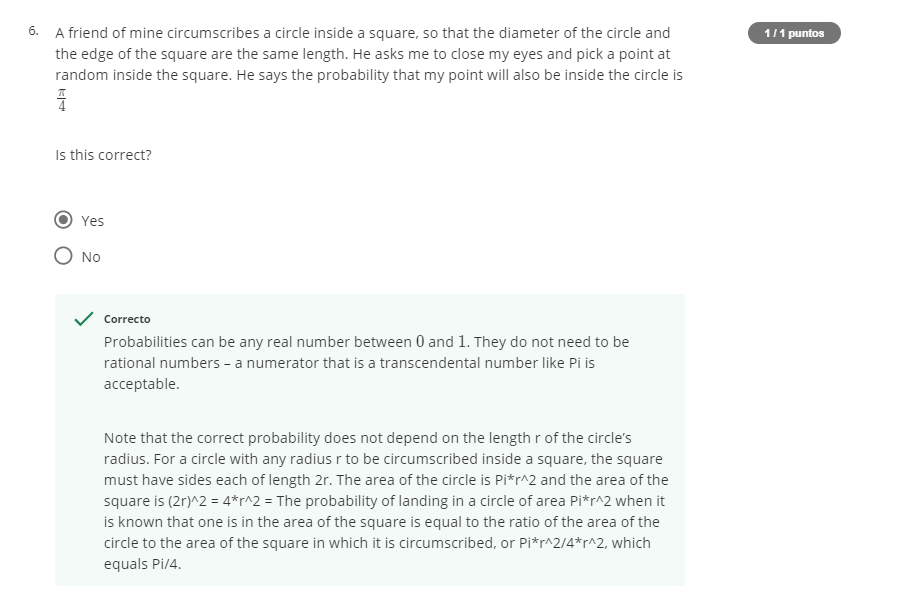 6. A friend of mine circumscribes a circle inside a square, so that the diameter of the circle and
1 / 1 puntos
the edge of the square are the same length. He asks me to close my eyes and pick a point at
random inside the square. He says the probability that my point will also be inside the circle is
π/4
Is this correct?
Yes
No
Correcto
Probabilities can be any real number between 0 and 1. They do not need to be
rational numbers – a numerator that is a transcendental number like Pi is
acceptable.
Note that the correct probability does not depend on the length r of the circle's
radius. For a circle with any radius r to be circumscribed inside a square, the square
must have sides each of length 2r. The area of the circle is Pi*r^2 and the area of the
square is (2r)^2 = 4*r^2 = The probability of landing in a circle of area Pi*r^2 when it
is known that one is in the area of the square is equal to the ratio of the area of the
circle to the area of the square in which it is circumscribed, or Pi*r^2/4*r^2, which
equals Pi/4.